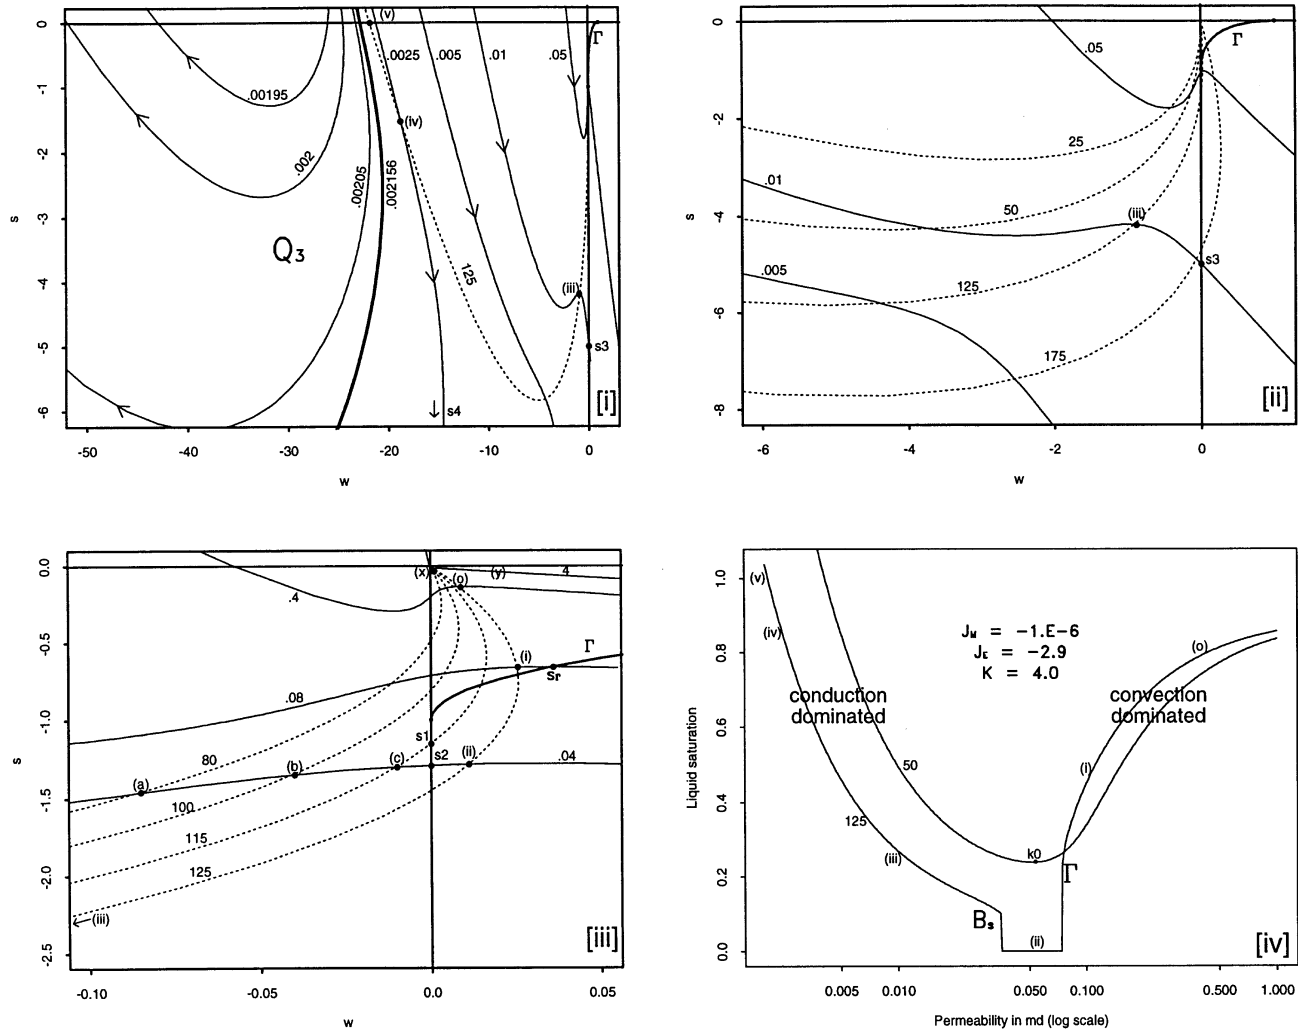 0
-1
-2
-3
-4
-5
-6
s
-50
-40
-30
-20
-10
0
w
(v)
Γ
.0025
.005
.01
.05
.00195
(iv)
.002
.00205
.002156
Q₃
125
(iii)
s3
s4
[i]
0
-2
-4
-6
-8
s
-6
-4
-2
0
w
Γ
.05
25
.01
50
(iii)
s3
.005
125
175
[ii]
0.0
-0.5
-1.0
-1.5
-2.0
-2.5
s
-0.10
-0.05
0.0
0.05
w
(x)
(o)
(y)
.4
.4
(i)
Γ
sr
.08
s1
80
(b)
(c)
s2
(ii)
.04
(a)
100
115
125
(iii)
[iii]
1.0
0.8
0.6
0.4
0.2
0.0
Liquid saturation
0.005
0.010
0.050
0.100
0.500
1.000
Permeability in md (log scale)
(v)
(iv)
J_M = -1.E-6
J_E = -2.9
K = 4.0
(o)
conduction
dominated
convection
dominated
50
(i)
125
(iii)
k0
Γ
Bs
(ii)
[iv]